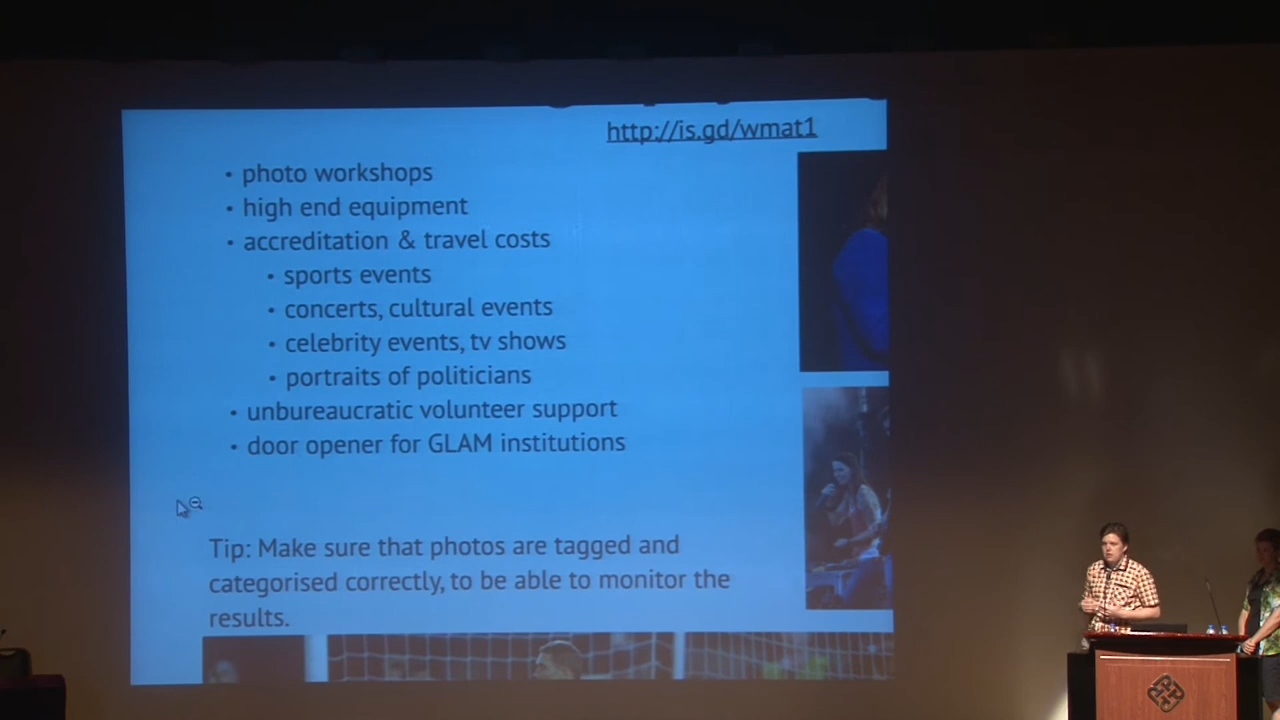 http://is.gd/wmat1
• photo workshops
• high end equipment
• accreditation & travel costs
• sports events
• concerts, cultural events
• celebrity events, tv shows
• portraits of politicians
• unbureaucratic volunteer support
• door opener for GLAM institutions
Tip: Make sure that photos are tagged and
categorised correctly, to be able to monitor the
results.